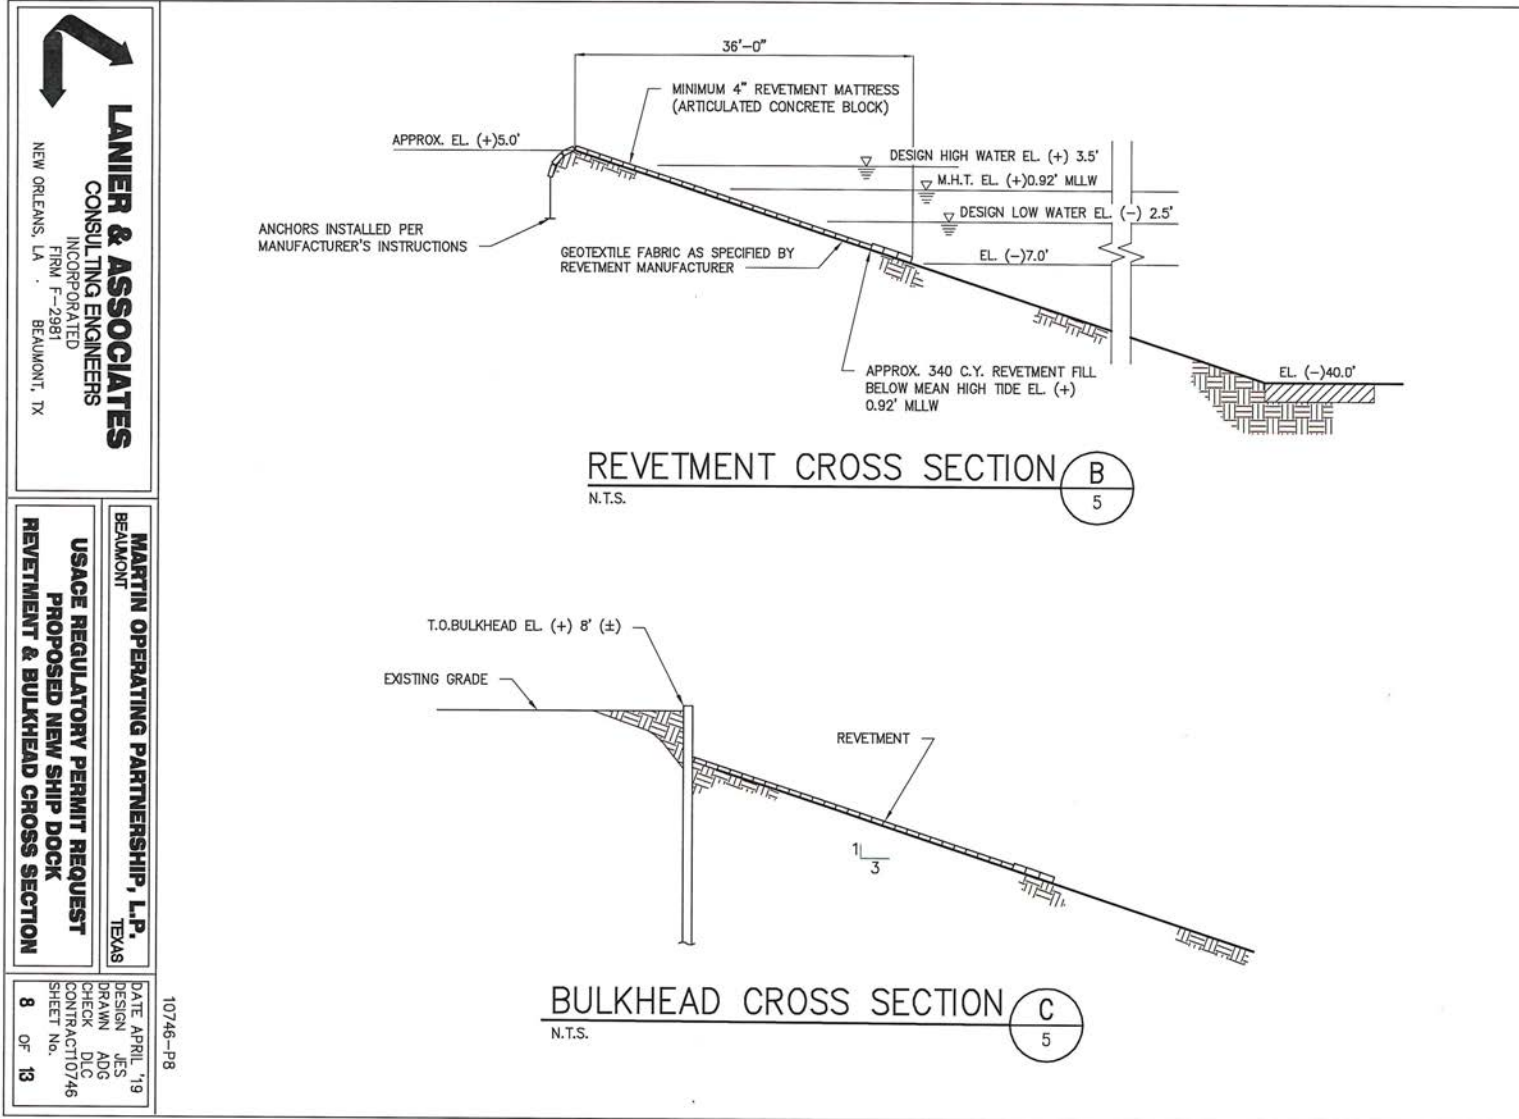 36'-0"
MINIMUM 4" REVETMENT MATTRESS
(ARTICULATED CONCRETE BLOCK)
APPROX. EL. (+)5.0'
DESIGN HIGH WATER EL. (+) 3.5'
M.H.T. EL. (+)0.92' MLLW
DESIGN LOW WATER EL. (-) 2.5'
ANCHORS INSTALLED PER
MANUFACTURER'S INSTRUCTIONS
GEOTEXTILE FABRIC AS SPECIFIED BY
REVETMENT MANUFACTURER
EL. (-)7.0'
APPROX. 340 C.Y. REVETMENT FILL
BELOW MEAN HIGH TIDE EL. (+)
0.92' MLLW
EL. (-)40.0'
REVETMENT CROSS SECTION
N.T.S.
B
5
T.O.BULKHEAD EL. (+) 8' (±)
EXISTING GRADE
REVETMENT
1
3
BULKHEAD CROSS SECTION
N.T.S.
C
5
LANIER & ASSOCIATES
CONSULTING ENGINEERS
INCORPORATED
FIRM F-2981
NEW ORLEANS, LA · BEAUMONT, TX
MARTIN OPERATING PARTNERSHIP, L.P.
BEAUMONT TEXAS
USACE REGULATORY PERMIT REQUEST
PROPOSED NEW SHIP DOCK
REVETMENT & BULKHEAD CROSS SECTION
10746-P8
DATE APRIL '19
DESIGN JES
DRAWN ADG
CHECK DLC
CONTRACT10746
SHEET No.
8 OF 13